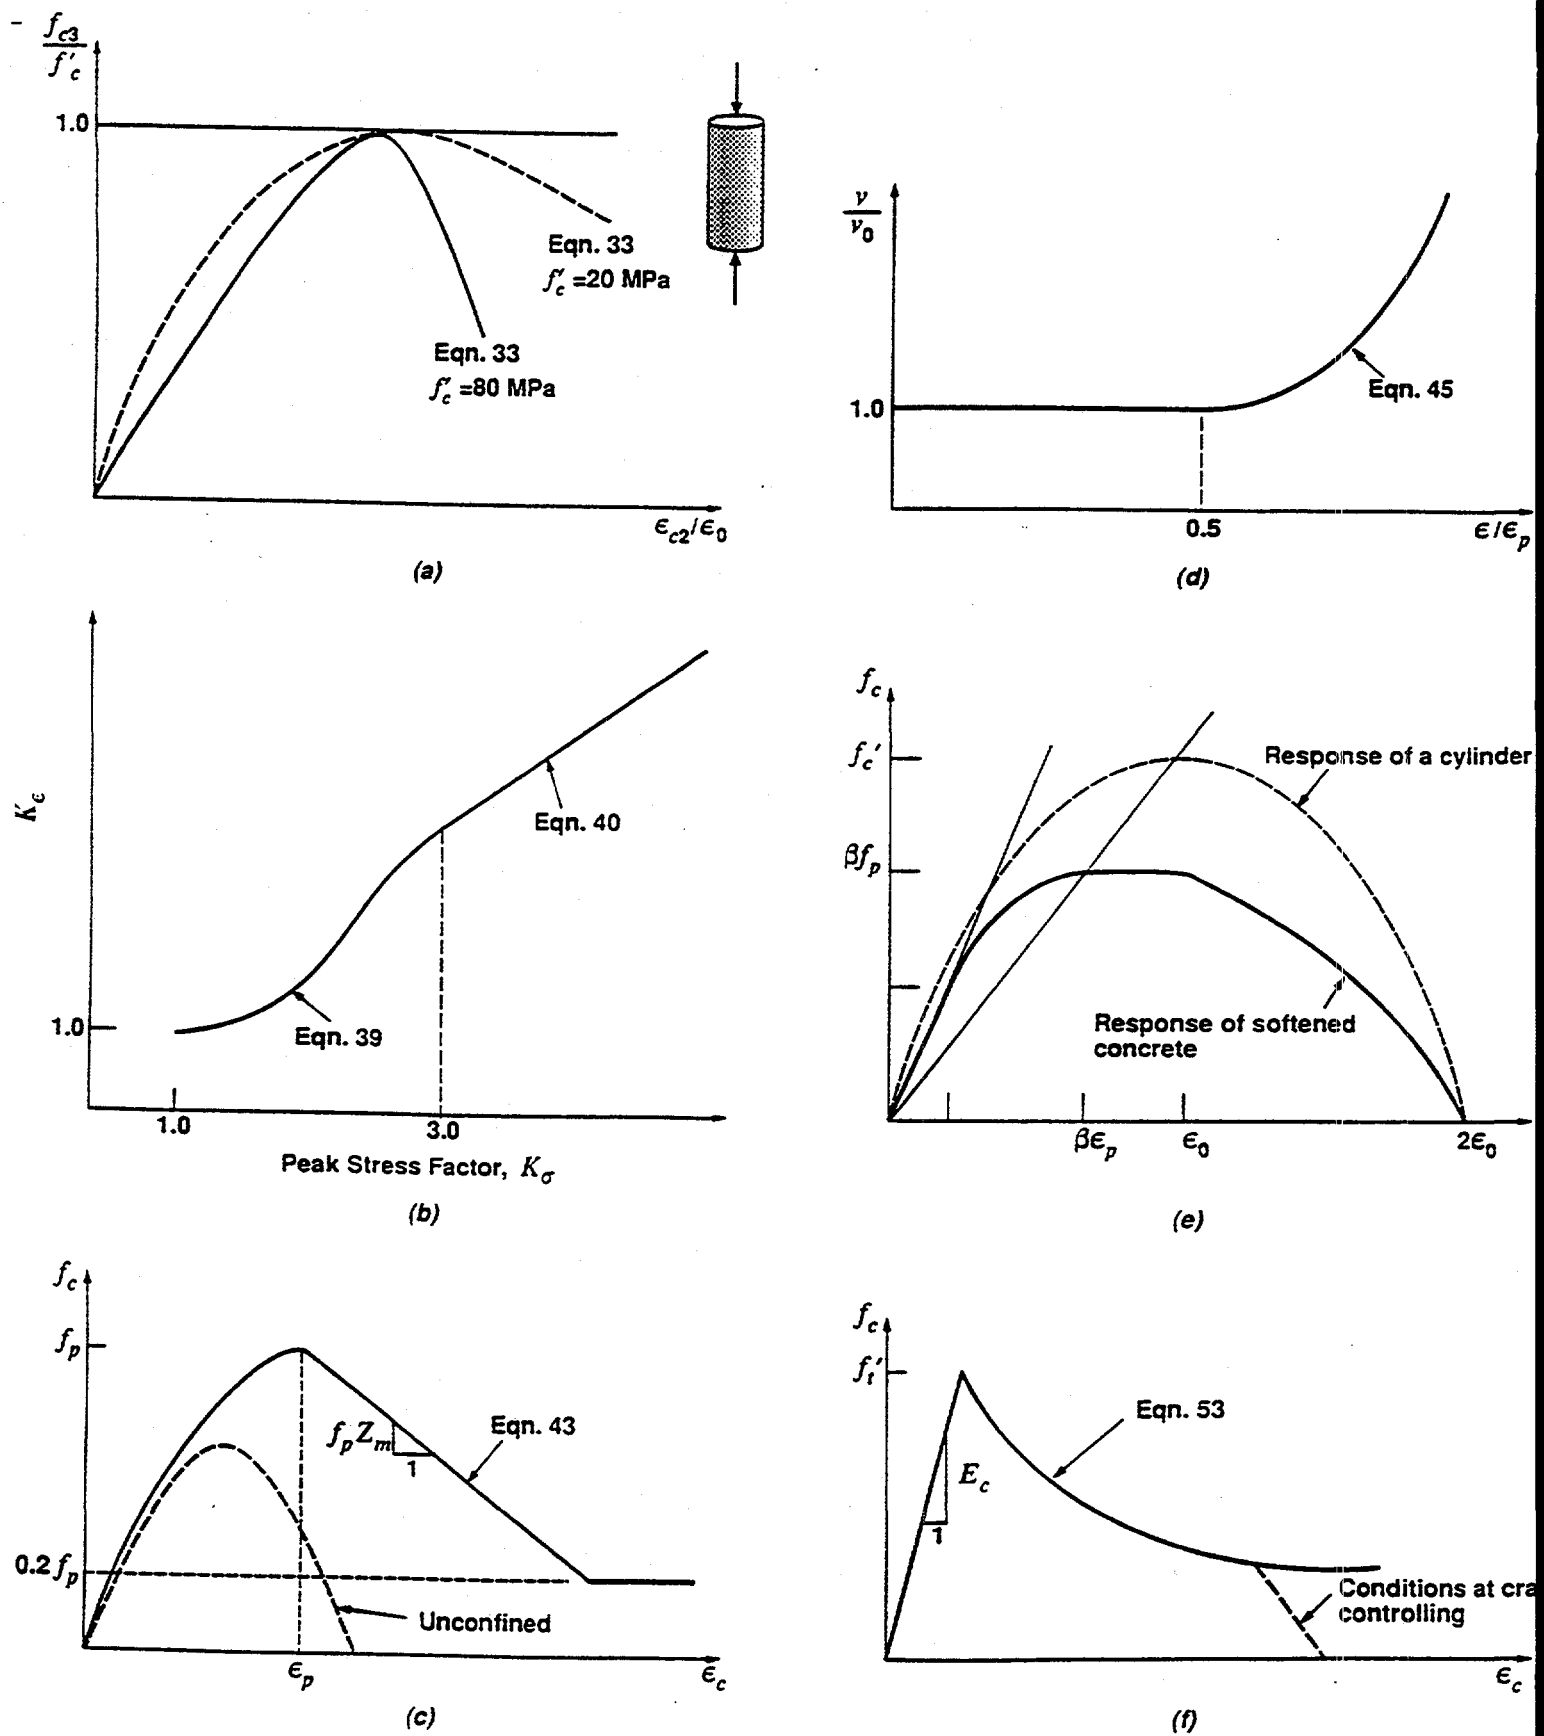 f_c3
f'_c
1.0
Eqn. 33
f'_c =20 MPa
Eqn. 33
f'_c =80 MPa
ϵ_c2/ϵ_0
(a)
K_ϵ
1.0
Eqn. 39
Eqn. 40
1.0
3.0
Peak Stress Factor, K_σ
(b)
f_c
f_p
f_p Z_m
1
Eqn. 43
0.2 f_p
Unconfined
ϵ_p
ϵ_c
(c)
ν
ν_0
1.0
Eqn. 45
0.5
ϵ/ϵ_p
(d)
f_c
f_c'
Response of a cylinder
βf_p
Response of softened
concrete
βϵ_p
ϵ_0
2ϵ_0
(e)
f_c
f_t'
Eqn. 53
E_c
1
Conditions at
controlling
ϵ_c
(f)